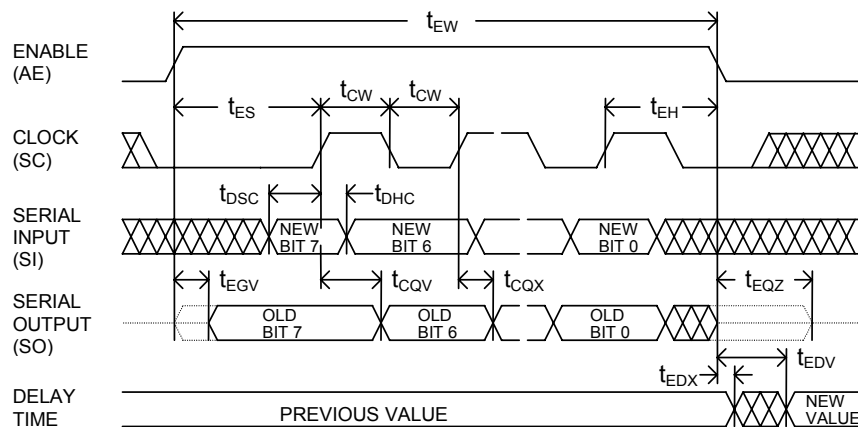 tEW
ENABLE
(AE)
tES
tCW
tCW
tEH
CLOCK
(SC)
tDSC
tDHC
SERIAL
INPUT
(SI)
NEW
BIT 7
NEW
BIT 6
NEW
BIT 0
tEGV
tCQV
tCQX
tEQZ
SERIAL
OUTPUT
(SO)
OLD
BIT 7
OLD
BIT 6
OLD
BIT 0
tEDX
tEDV
DELAY
TIME
PREVIOUS VALUE
NEW
VALUE